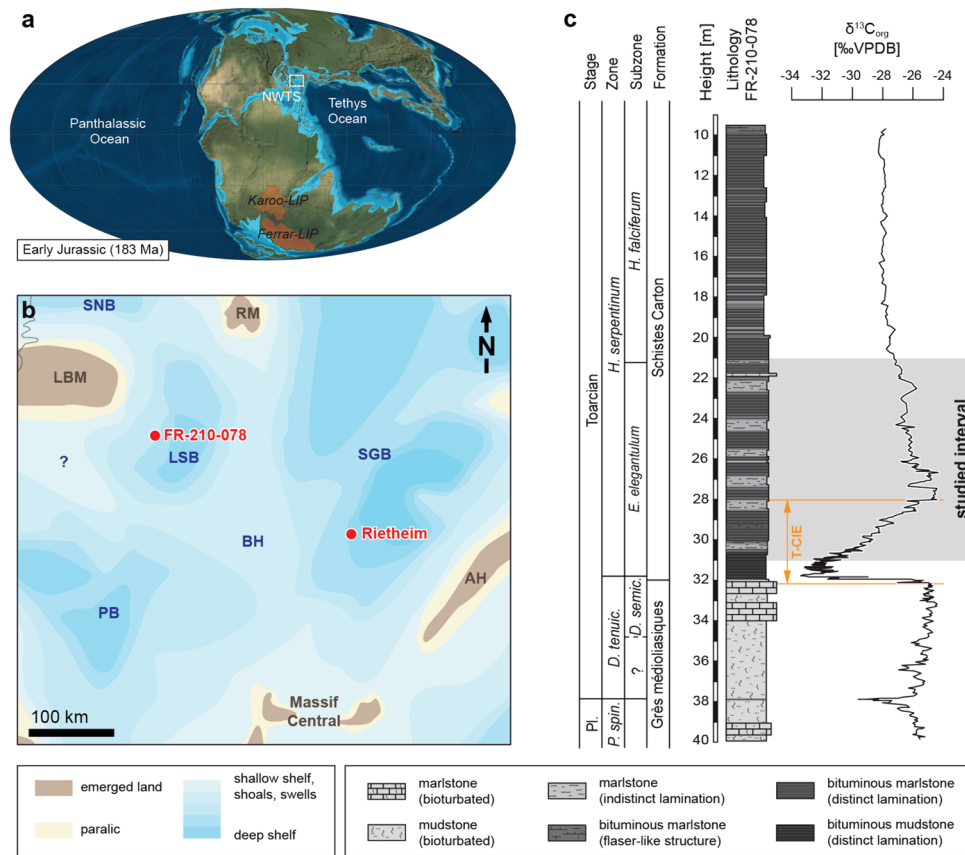 a
Panthalassic
Ocean
NWTS
Tethys
Ocean
Karoo-LIP
Ferrar-LIP
Early Jurassic (183 Ma)
b
SNB
RM
N
LBM
FR-210-078
?
LSB
SGB
BH
Rietheim
AH
PB
Massif
Central
100 km
emerged land
paralic
shallow shelf,
shoals, swells
deep shelf
c
Stage
Zone
Subzone
Formation
Height [m]
Lithology
FR-210-078
δ¹³Corg
[‰VPDB]
-34 -32 -30 -28 -26 -24
Toarcian
Pl.
H. serpentinum
D. tenuic.
P. spin.
H. falciferum
E. elegantulum
D. semic.
?
Schistes Carton
Grés médioliasiques
10
12
14
16
18
20
22
24
26
28
30
32
34
36
38
40
T-CIE
studied interval
marlstone
(bioturbated)
mudstone
(bioturbated)
marlstone
(indistinct lamination)
bituminous marlstone
(flaser-like structure)
bituminous marlstone
(distinct lamination)
bituminous mudstone
(distinct lamination)